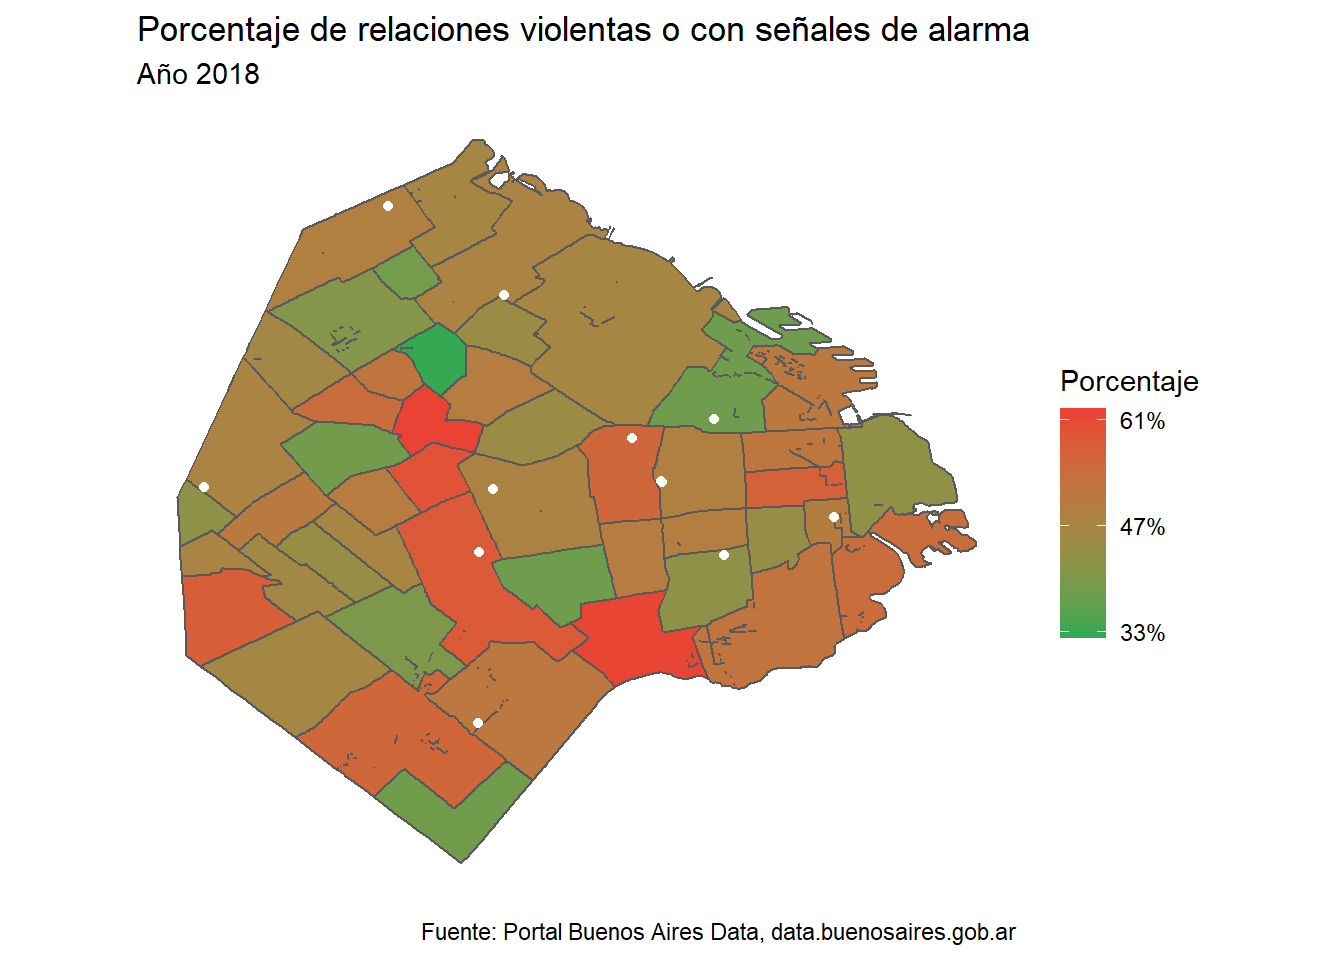 Porcentaje de relaciones violentas o con señales de alarma
Año 2018
Porcentaje
61%
47%
33%
Fuente: Portal Buenos Aires Data, data.buenosaires.gob.ar